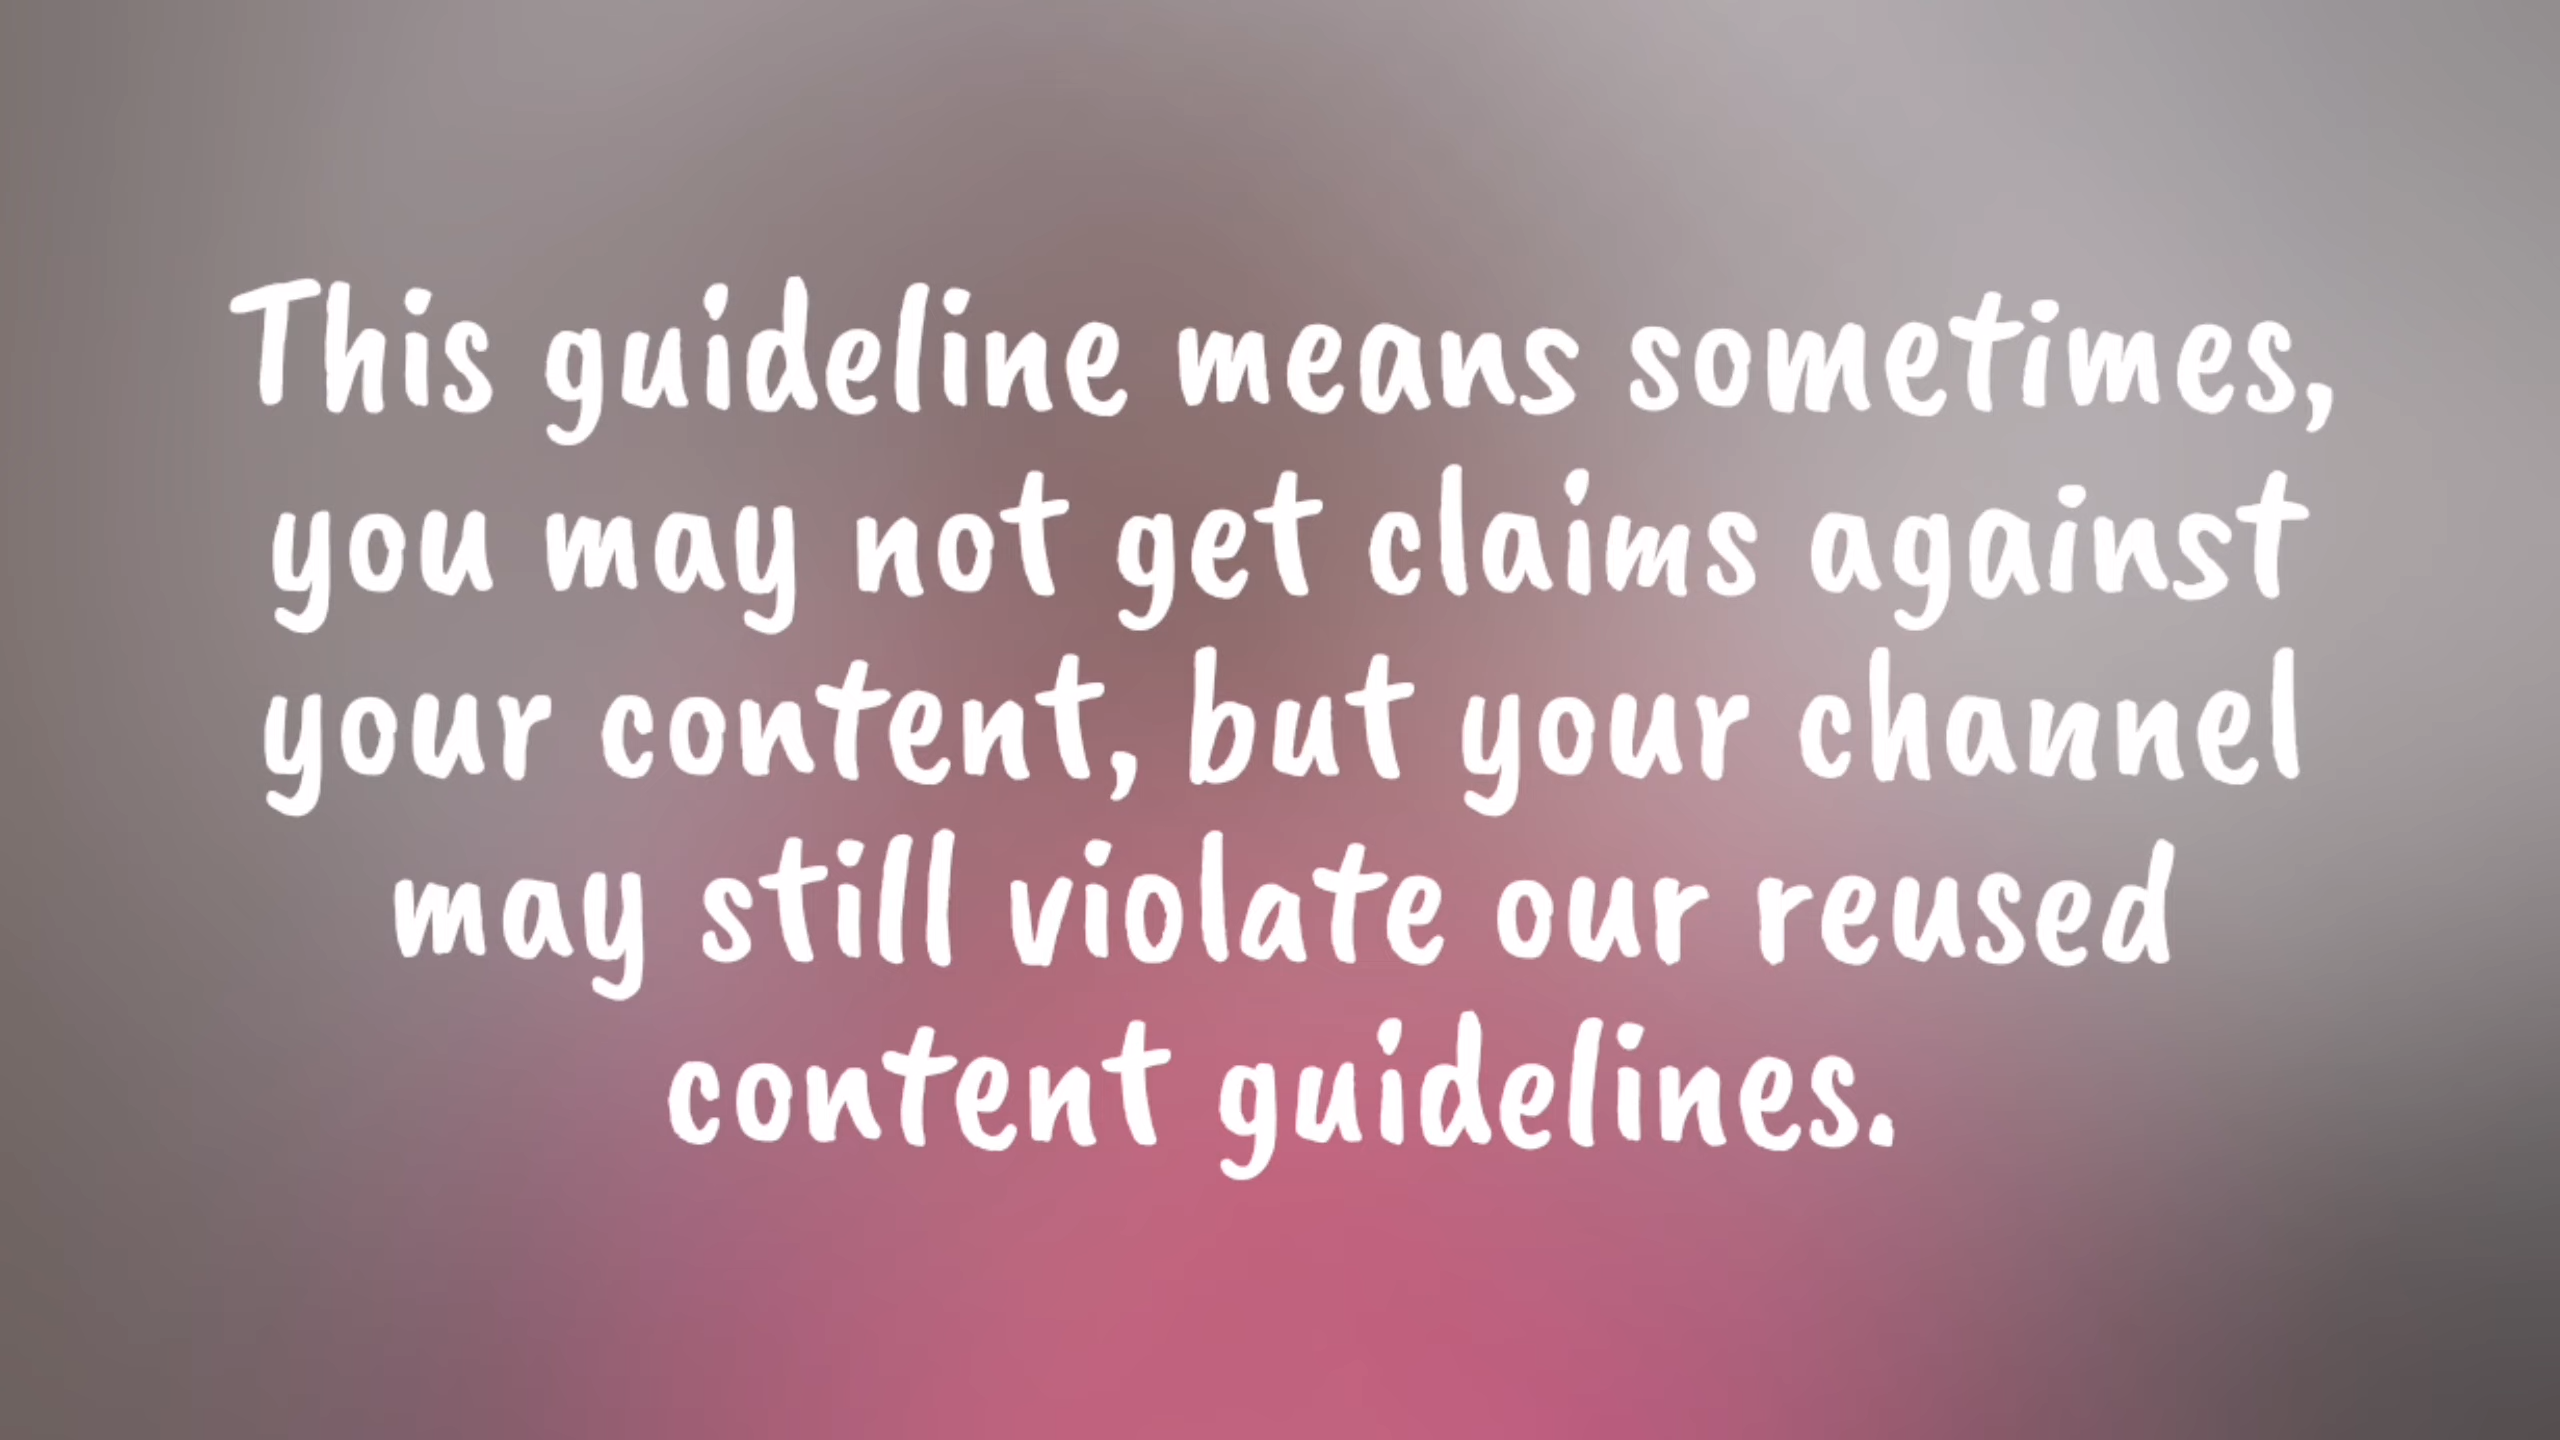 This guideline means sometimes,
you may not get claims against
your content, but your channel
may still violate our reused
content guidelines.